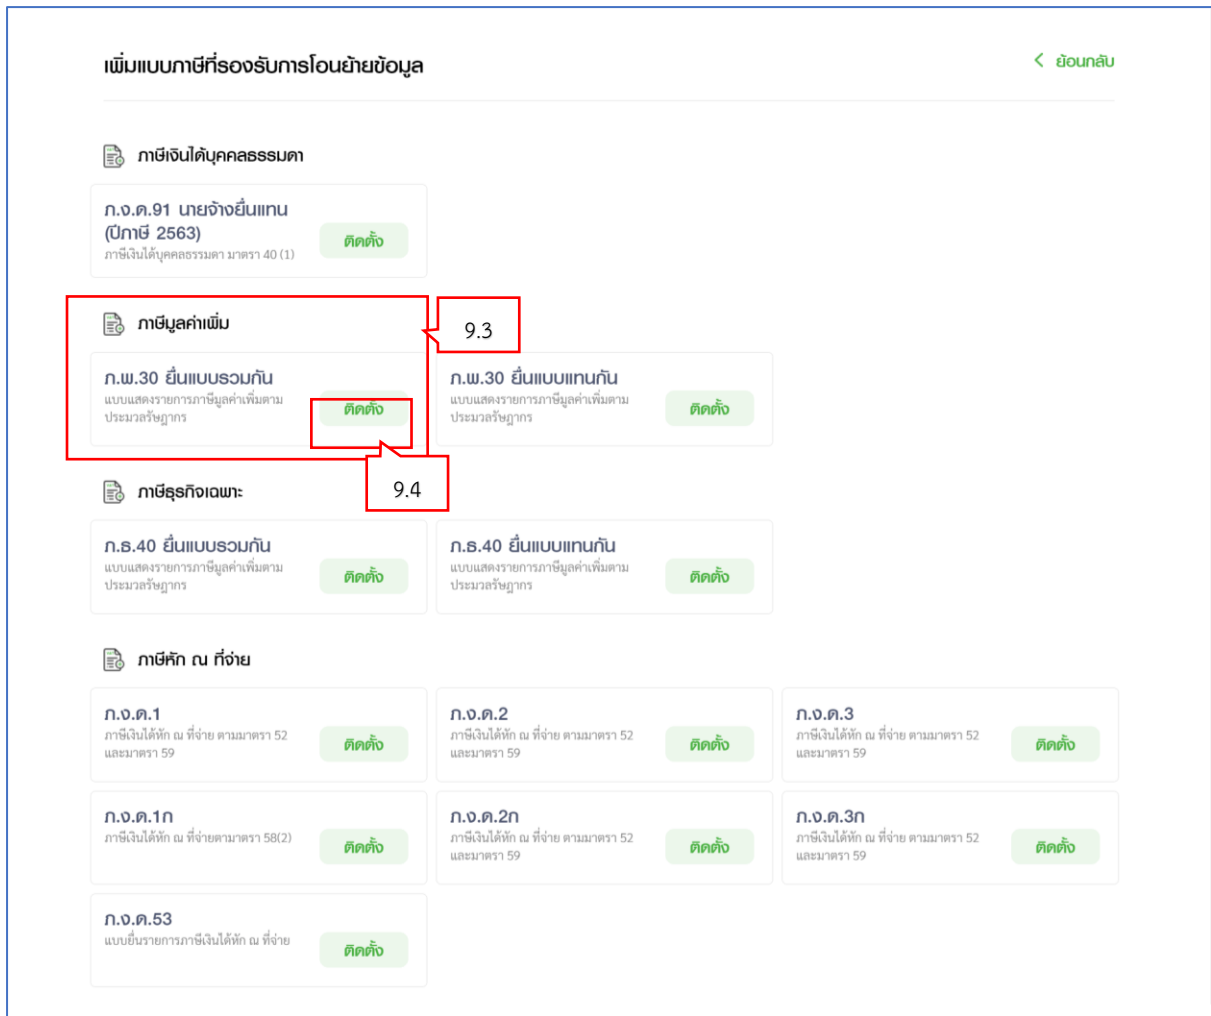 เพิ่มแบบภาษีที่รองรับการโอนย้ายข้อมูล
ย้อนกลับ
ภาษีเงินได้บุคคลธรรมดา
ภ.ง.ด.91 นายจ้างยื่นแทน
(ปีภาษี 2563)
ภาษีเงินได้บุคคลธรรมดา มาตรา 40 (1)
ติดตั้ง
ภาษีมูลค่าเพิ่ม
9.3
ภ.พ.30 ยื่นแบบรวมกัน
แบบแสดงรายการภาษีมูลค่าเพิ่มตาม
ประมวลรัษฎากร
ติดตั้ง
ภ.พ.30 ยื่นแบบแทนกัน
แบบแสดงรายการภาษีมูลค่าเพิ่มตาม
ประมวลรัษฎากร
ติดตั้ง
9.4
ภาษีธุรกิจเฉพาะ
ภ.ธ.40 ยื่นแบบรวมกัน
แบบแสดงรายการภาษีมูลค่าเพิ่มตาม
ประมวลรัษฎากร
ติดตั้ง
ภ.ธ.40 ยื่นแบบแทนกัน
แบบแสดงรายการภาษีมูลค่าเพิ่มตาม
ประมวลรัษฎากร
ติดตั้ง
ภาษีหัก ณ ที่จ่าย
ภ.ง.ด.1
ภาษีเงินได้หัก ณ ที่จ่าย ตามมาตรา 52
และมาตรา 59
ติดตั้ง
ภ.ง.ด.2
ภาษีเงินได้หัก ณ ที่จ่าย ตามมาตรา 52
และมาตรา 59
ติดตั้ง
ภ.ง.ด.3
ภาษีเงินได้หัก ณ ที่จ่าย ตามมาตรา 52
และมาตรา 59
ติดตั้ง
ภ.ง.ด.1ก
ภาษีเงินได้หัก ณ ที่จ่ายตามาตรา 58(2)
ติดตั้ง
ภ.ง.ด.2ก
ภาษีเงินได้หัก ณ ที่จ่าย ตามมาตรา 52
และมาตรา 59
ติดตั้ง
ภ.ง.ด.3ก
ภาษีเงินได้หัก ณ ที่จ่าย ตามมาตรา 52
และมาตรา 59
ติดตั้ง
ภ.ง.ด.53
แบบยื่นรายการภาษีเงินได้หัก ณ ที่จ่าย
ติดตั้ง